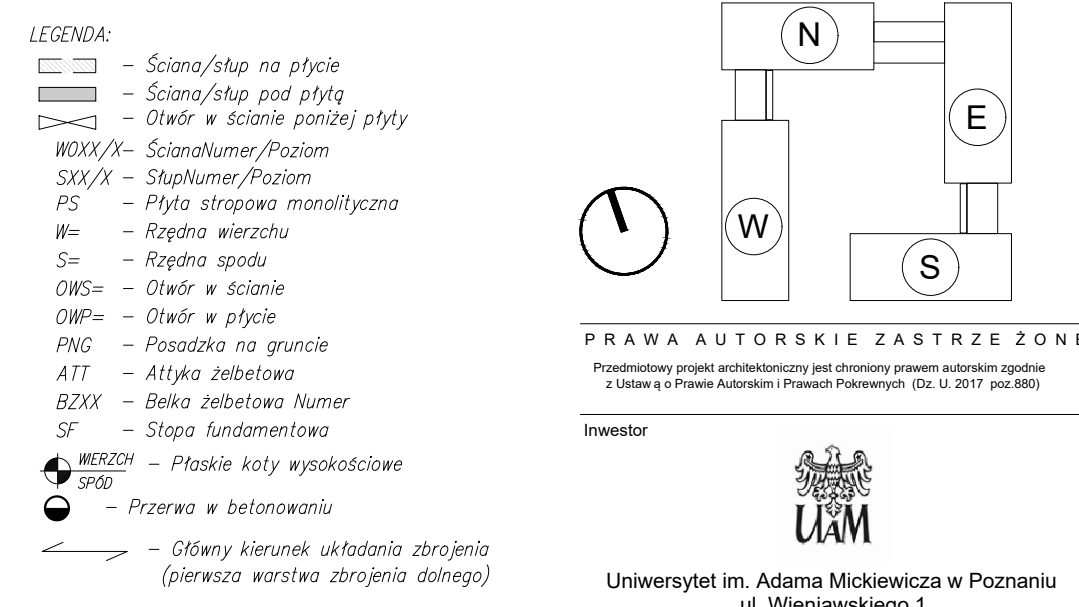 LEGENDA:
– Ściana/słup na płycie
– Ściana/słup pod płytą
– Otwór w ścianie poniżej płyty
WOXX/X– ŚcianaNumer/Poziom
SXX/X – SłupNumer/Poziom
PS – Płyta stropowa monolityczna
W= – Rzędna wierzchu
S= – Rzędna spodu
OWS= – Otwór w ścianie
OWP= – Otwór w płycie
PNG – Posadzka na gruncie
ATT – Attyka żelbetowa
BZXX – Belka żelbetowa Numer
SF – Stopa fundamentowa
WIERZCH – Płaskie koty wysokościowe
SPÓD
– Przerwa w betonowaniu
– Główny kierunek układania zbrojenia
(pierwsza warstwa zbrojenia dolnego)
N
E
W
S
PRAWA AUTORSKIE ZASTRZEŻONE
Przedmiotowy projekt architektoniczny jest chroniony prawem autorskim zgodnie
z Ustawą o Prawie Autorskim i Prawach Pokrewnych (Dz. U. 2017 poz.880)
Inwestor
UAM
Uniwersytet im. Adama Mickiewicza w Poznaniu
ul. Wieniawskiego 1